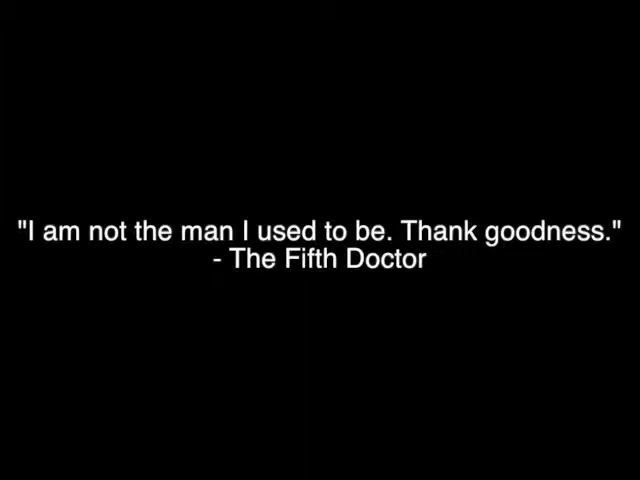 "I am not the man I used to be. Thank goodness."
- The Fifth Doctor